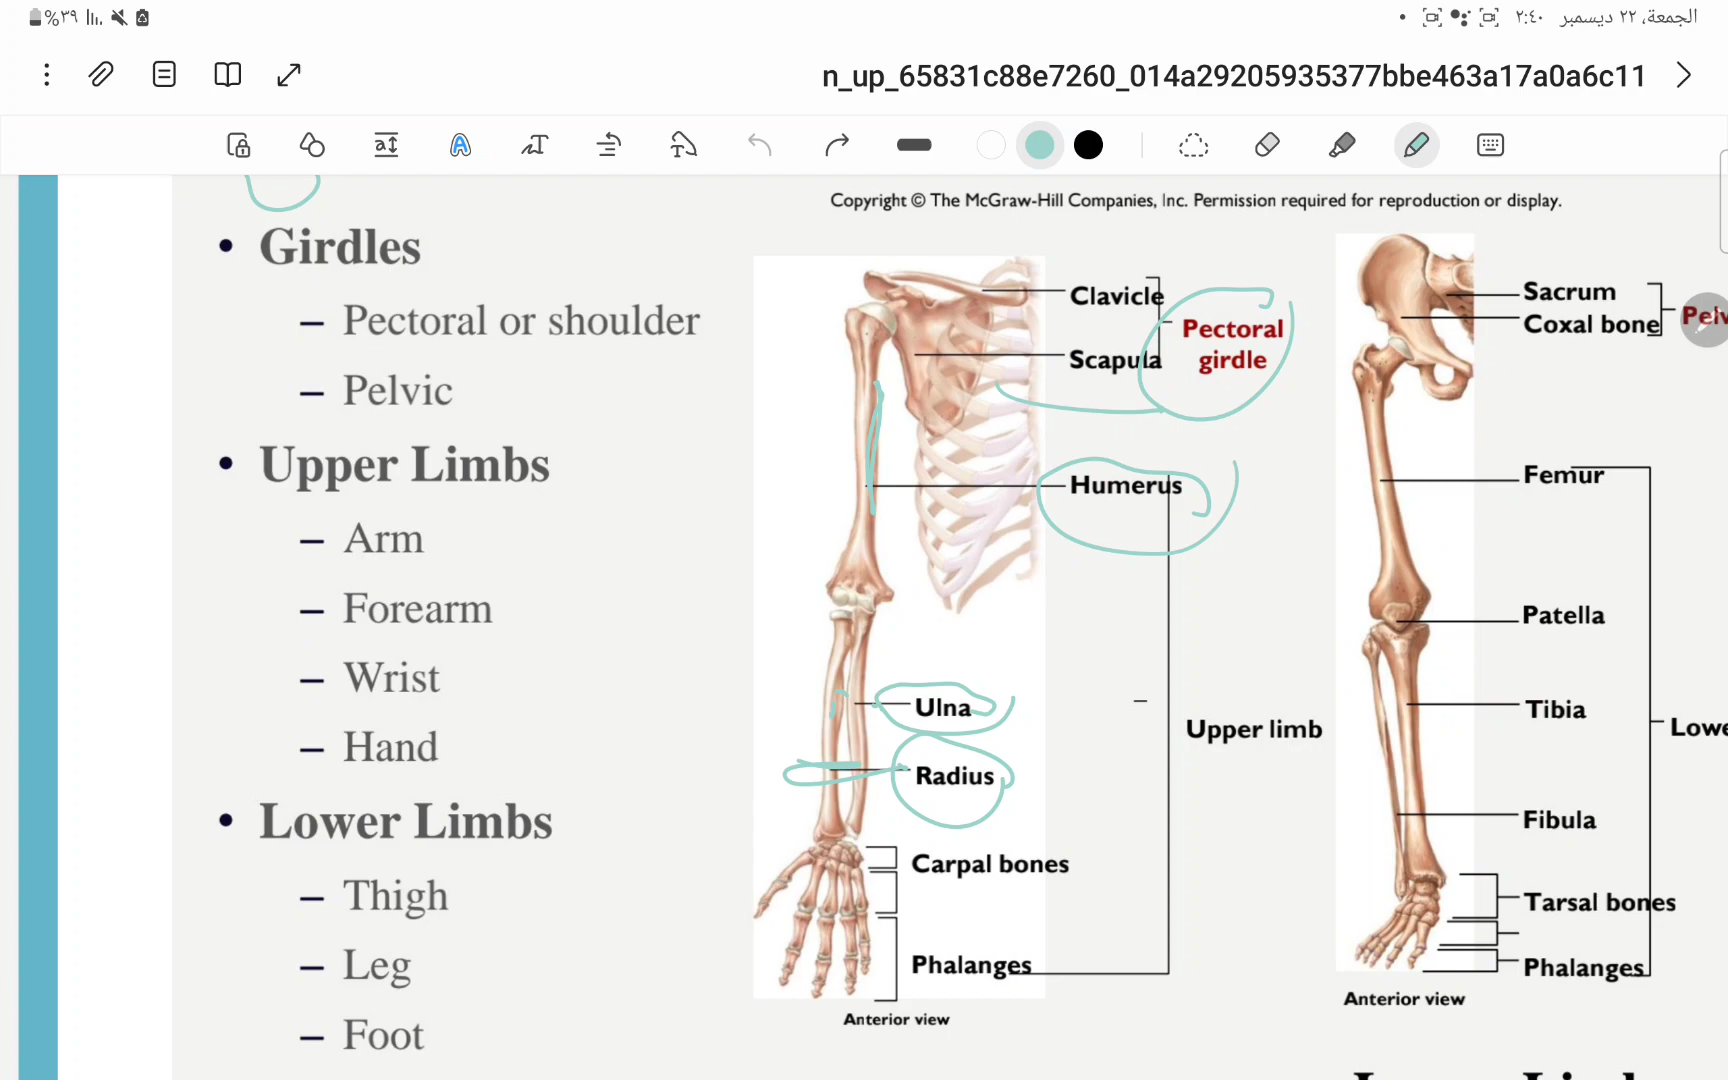 %٣٩
الجمعة، ٢٢ ديسمبر ٢:٤٠
n_up_65831c88e7260_014a29205935377bbe463a17a0a6c11
Copyright © The McGraw-Hill Companies, Inc. Permission required for reproduction or display.
• Girdles
– Pectoral or shoulder
– Pelvic
• Upper Limbs
– Arm
– Forearm
– Wrist
– Hand
• Lower Limbs
– Thigh
– Leg
– Foot
Clavicle
Scapula
Pectoral
girdle
Humerus
Ulna
Radius
Upper limb
Carpal bones
Phalanges
Anterior view
Sacrum
Coxal bone
Pelv
Femur
Patella
Tibia
Lowe
Fibula
Tarsal bones
Phalanges
Anterior view